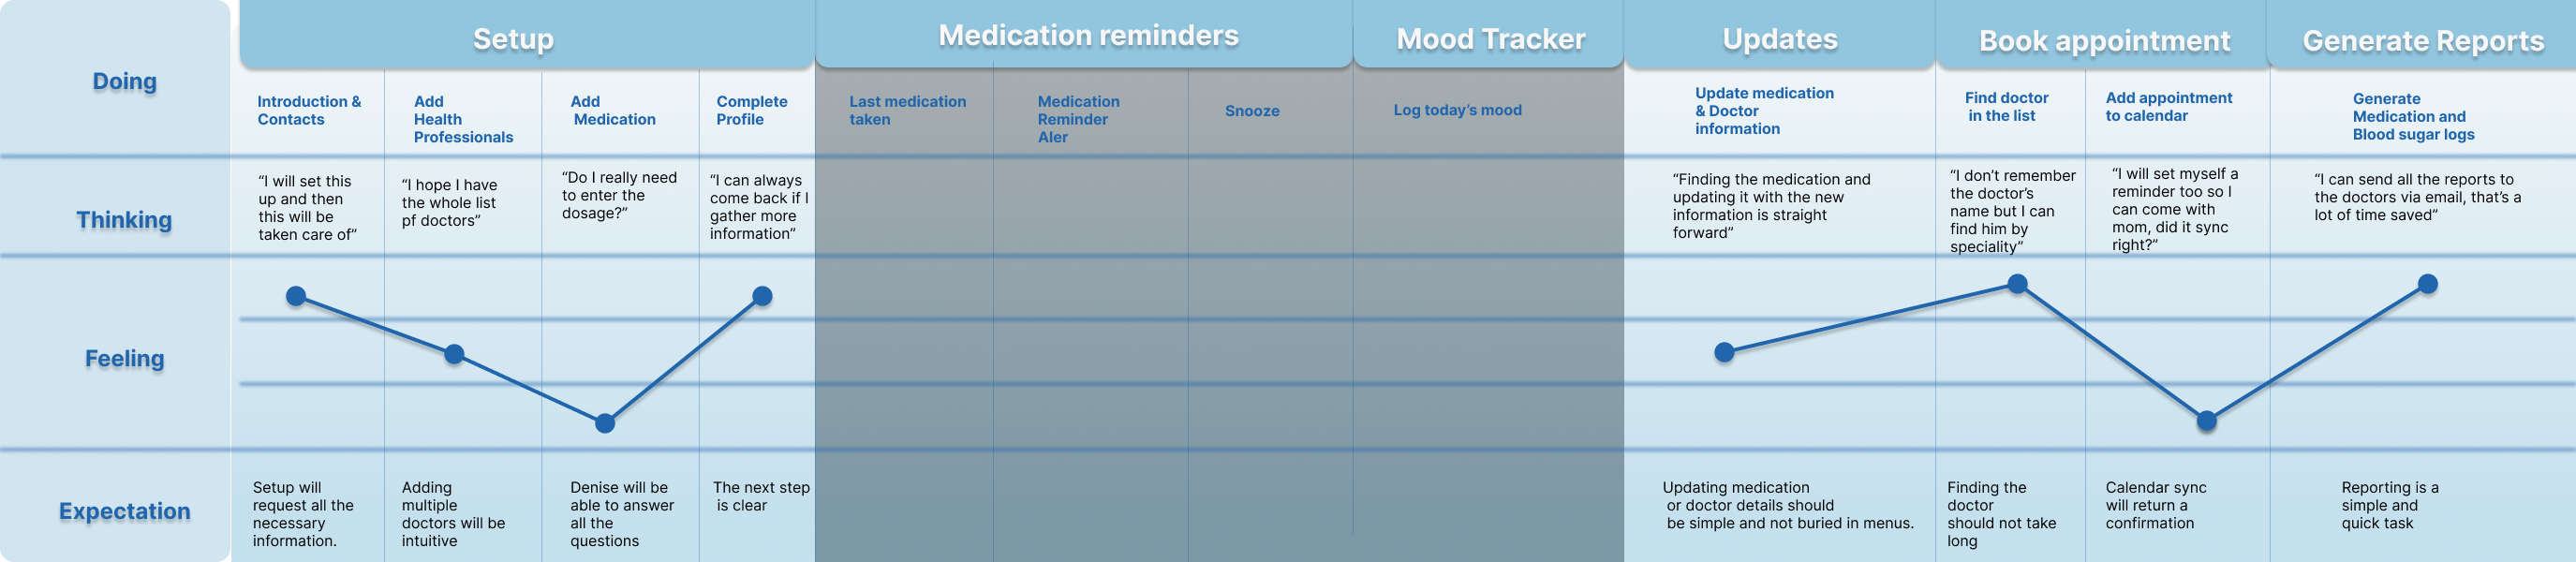 Setup
Medication reminders
Mood Tracker
Updates
Book appointment
Generate Reports
Doing
Introduction &
Contacts
Add
Health
Professionals
Add
Medication
Complete
Profile
Last medication
taken
Medication
Reminder
Aler
Snooze
Log today's mood
Update medication
& Doctor
information
Find doctor
in the list
Add appointment
to calendar
Generate
Medication and
Blood sugar logs
Thinking
“I will set this
up and then
this will be
taken care of”
“I hope I have
the whole list
pf doctors”
“Do I really need
to enter the
dosage?”
“I can always
come back if I
gather more
information”
“Finding the medication and
updating it with the new
information is straight
forward”
“I don’t remember
the doctor’s
name but I can
find him by
speciality”
“I will set myself a
reminder too so I
can come with
mom, did it sync
right?”
“I can send all the reports to
the doctors via email, that’s a
lot of time saved”
Feeling
Expectation
Setup will
request all the
necessary
information.
Adding
multiple
doctors will be
intuitive
Denise will be
able to answer
all the
questions
The next step
is clear
Updating medication
or doctor details should
be simple and not buried in menus.
Finding the
doctor
should not take
long
Calendar sync
will return a
confirmation
Reporting is a
simple and
quick task